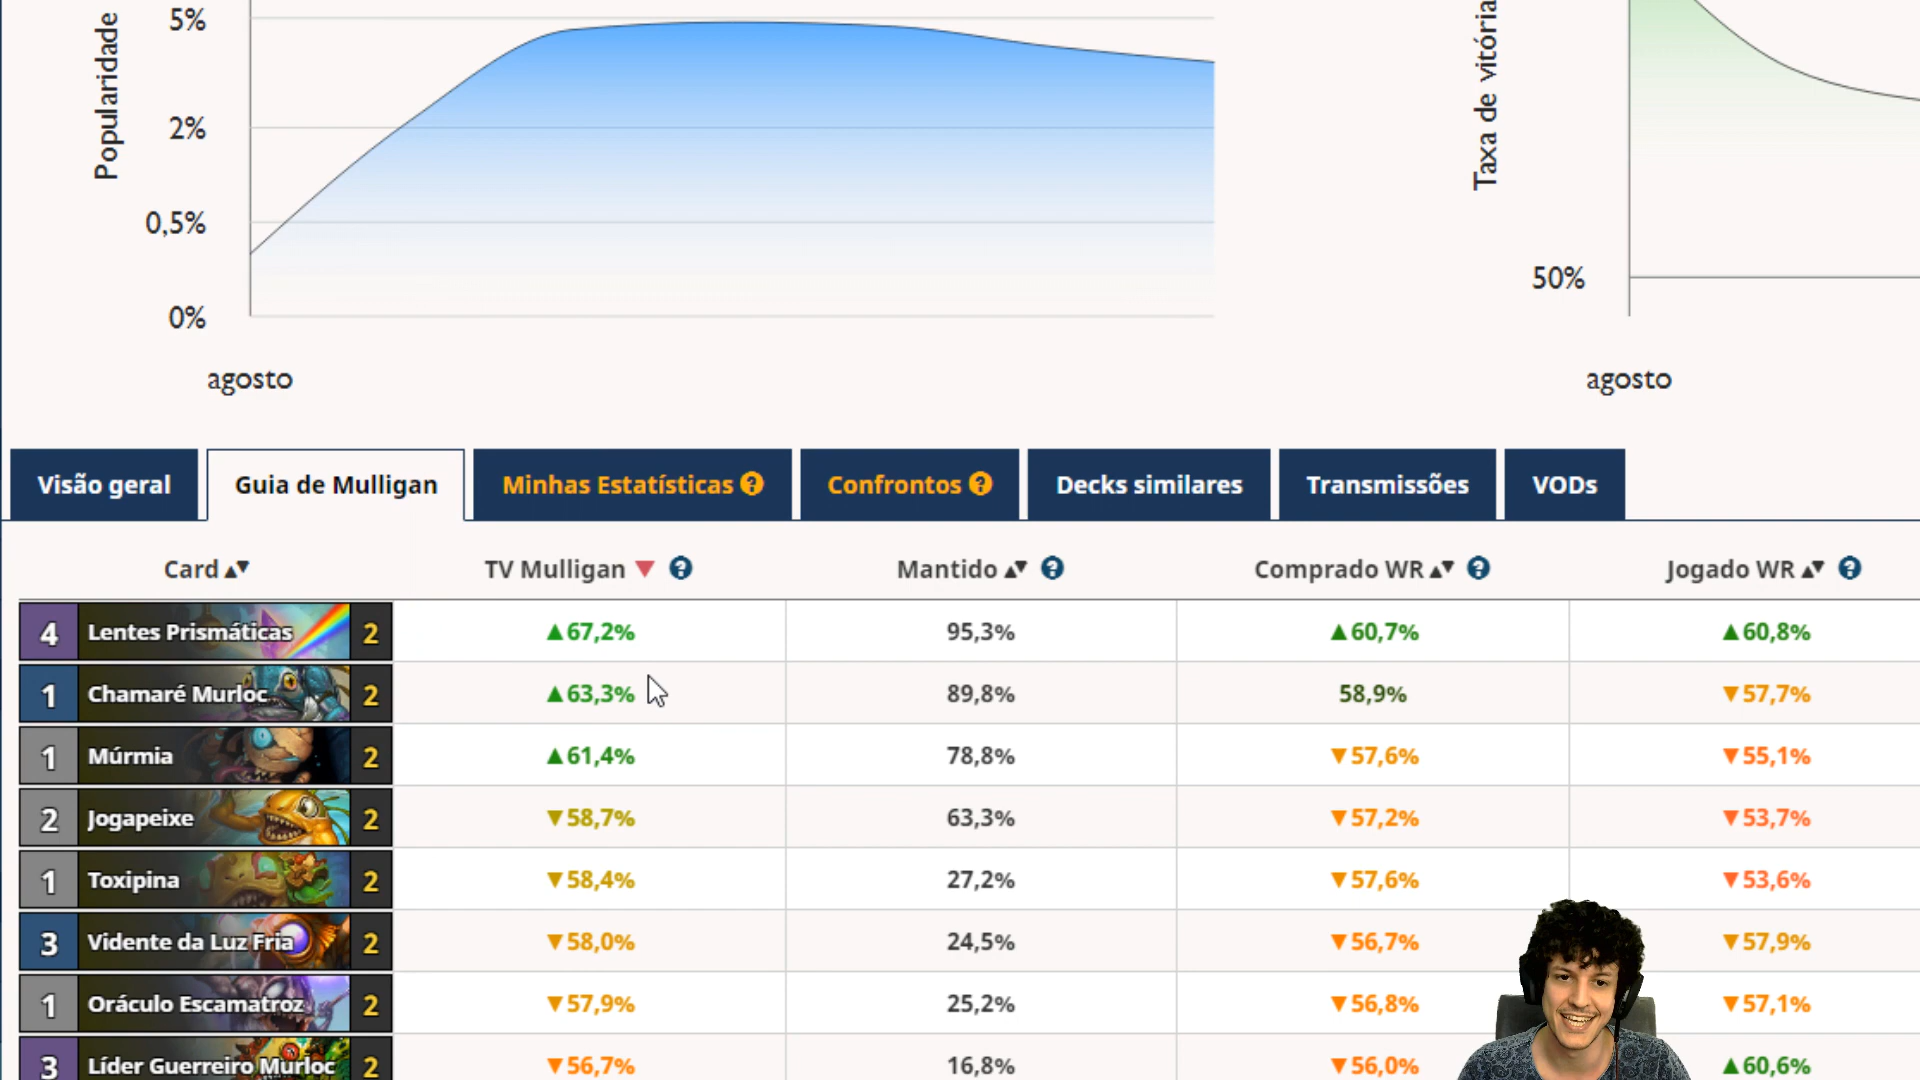 5%
2%
0,5%
0%
Popularidade
agosto
Taxa de vitória
50%
agosto
Visão geral
Guia de Mulligan
Minhas Estatísticas ?
Confrontos ?
Decks similares
Transmissões
VODs
Card ▲▼ TV Mulligan ▼ ? Mantido ▲▼ ? Comprado WR ▲▼ ? Jogado WR ▲▼ ?
4 Lentes Prismáticas 2 ▲67,2% 95,3% ▲60,7% ▲60,8%
1 Chamaré Murloc 2 ▲63,3% 89,8% 58,9% ▼57,7%
1 Múrmia 2 ▲61,4% 78,8% ▼57,6% ▼55,1%
2 Jogapeixe 2 ▼58,7% 63,3% ▼57,2% ▼53,7%
1 Toxipina 2 ▼58,4% 27,2% ▼57,6% ▼53,6%
3 Vidente da Luz Fria 2 ▼58,0% 24,5% ▼56,7% ▼57,9%
1 Oráculo Escamatroz 2 ▼57,9% 25,2% ▼56,8% ▼57,1%
3 Líder Guerreiro Murloc 2 ▼56,7% 16,8% ▼56,0% ▲60,6%